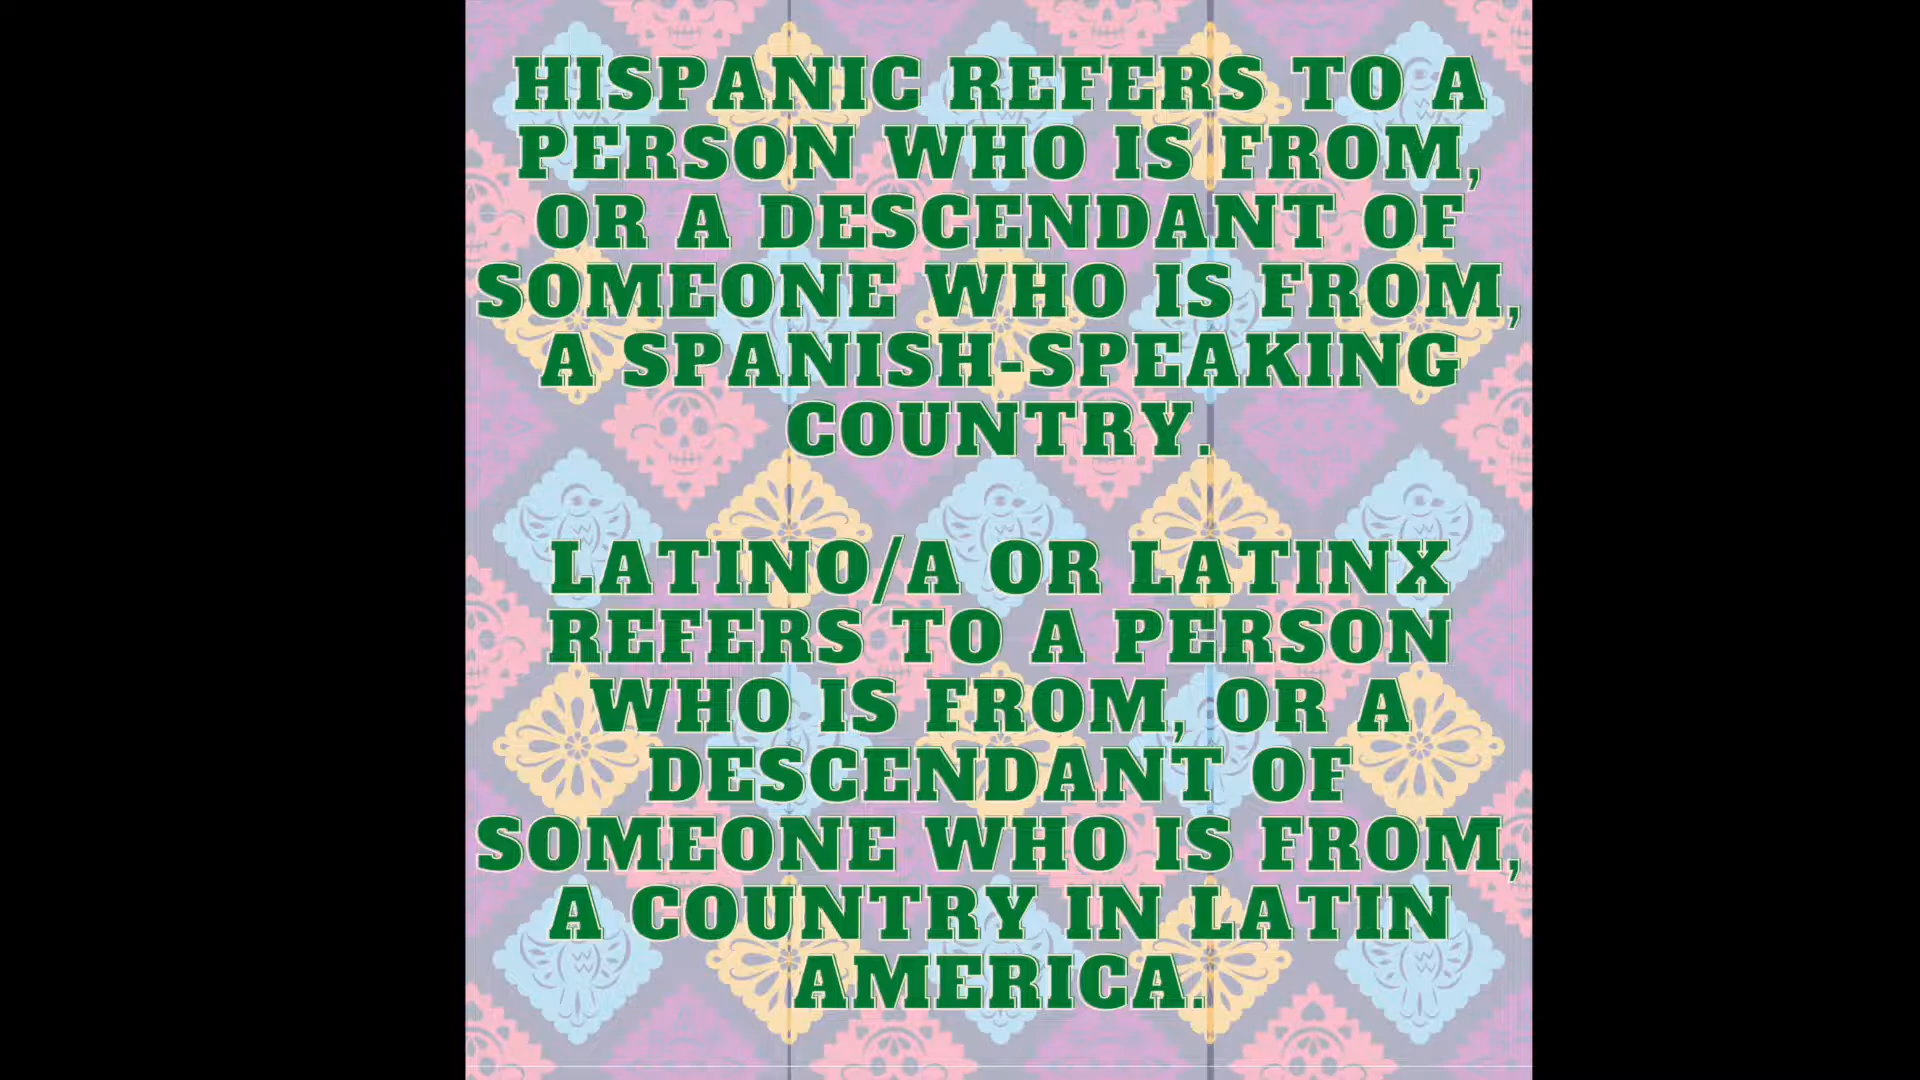 HISPANIC REFERS TO A
PERSON WHO IS FROM,
OR A DESCENDANT OF
SOMEONE WHO IS FROM,
A SPANISH-SPEAKING
COUNTRY.
LATINO/A OR LATINX
REFERS TO A PERSON
WHO IS FROM, OR A
DESCENDANT OF
SOMEONE WHO IS FROM,
A COUNTRY IN LATIN
AMERICA.